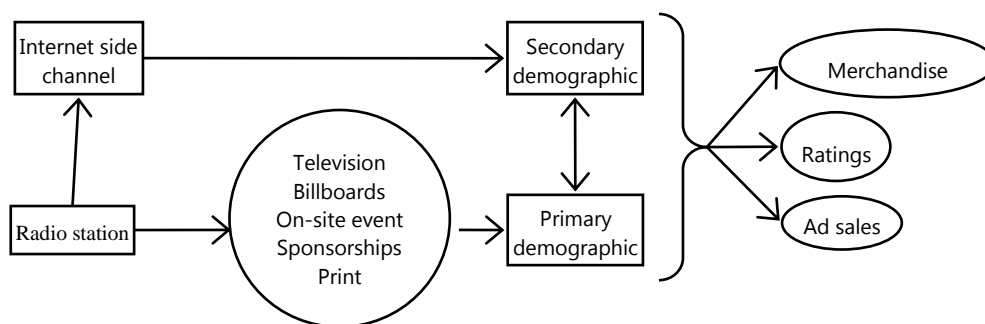 Internet side
channel
Secondary
demographic
Merchandise
Television
Billboards
On-site event
Sponsorships
Print
Ratings
Radio station
Primary
demographic
Ad sales